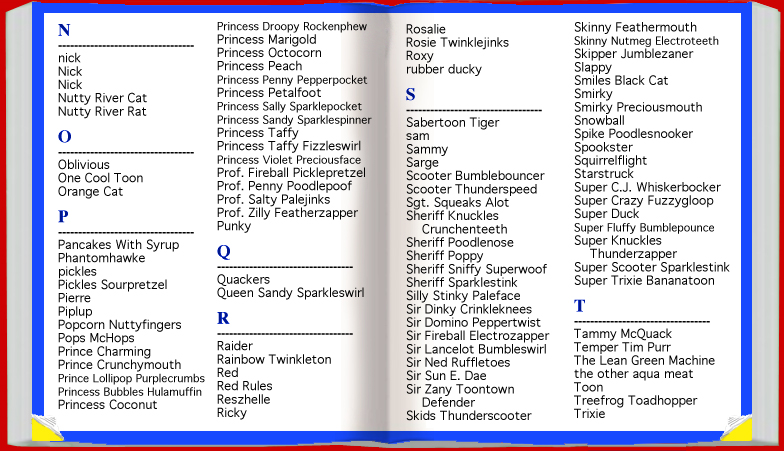 N
nick
Nick
Nick
Nutty River Cat
Nutty River Rat
O
Oblivious
One Cool Toon
Orange Cat
P
Pancakes With Syrup
Phantomhawke
pickles
Pickles Sourpretzel
Pierre
Piplup
Popcorn Nuttyfingers
Pops McHops
Prince Charming
Prince Crunchymouth
Prince Lollipop Purplecrumbs
Princess Bubbles Hulamuffin
Princess Coconut
Princess Droopy Rockenphew
Princess Marigold
Princess Octocorn
Princess Peach
Princess Penny Pepperpocket
Princess Petalfoot
Princess Sally Sparklepocket
Princess Sandy Sparklespinner
Princess Taffy
Princess Taffy Fizzleswirl
Princess Violet Preciousface
Prof. Fireball Picklepretzel
Prof. Penny Poodlepoof
Prof. Salty Palejinks
Prof. Zilly Featherzapper
Punky
Q
Quackers
Queen Sandy Sparkleswirl
R
Raider
Rainbow Twinkleton
Red
Red Rules
Reszhelle
Ricky
Rosalie
Rosie Twinklejinks
Roxy
rubber ducky
S
Sabertoon Tiger
sam
Sammy
Sarge
Scooter Bumblebouncer
Scooter Thunderspeed
Sgt. Squeaks Alot
Sheriff Knuckles
Crunchenteeth
Sheriff Poodlenose
Sheriff Poppy
Sheriff Sniffy Superwoof
Sheriff Sparklestink
Silly Stinky Paleface
Sir Dinky Crinkleknees
Sir Domino Peppertwist
Sir Fireball Electrozapper
Sir Lancelot Bumbleswirl
Sir Ned Ruffletoes
Sir Sun E. Dae
Sir Zany Toontown
Defender
Skids Thunderscooter
Skinny Feathermouth
Skinny Nutmeg Electroteeth
Skipper Jumblezaner
Slappy
Smiles Black Cat
Smirky
Smirky Preciousmouth
Snowball
Spike Poodlesnooker
Spookster
Squirrelflight
Starstruck
Super C.J. Whiskerbocker
Super Crazy Fuzzygloop
Super Duck
Super Fluffy Bumblepounce
Super Knuckles
Thunderzapper
Super Scooter Sparklestink
Super Trixie Bananatoon
T
Tammy McQuack
Temper Tim Purr
The Lean Green Machine
the other aqua meat
Toon
Treefrog Toadhopper
Trixie